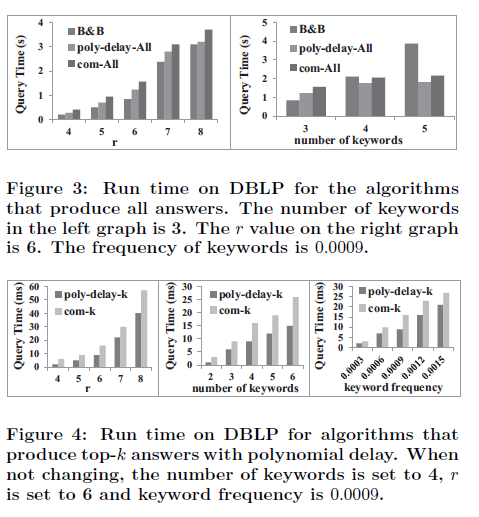 4
3
2
1
0
Query Time (s)
B&B
poly-delay-All
com-All
4 5 6 7 8
r
5
4
3
2
1
0
Query Time (s)
B&B
poly-delay-All
com-All
3 4 5
number of keywords
Figure 3: Run time on DBLP for the algorithms
that produce all answers. The number of keywords
in the left graph is 3. The r value on the right graph
is 6. The frequency of keywords is 0.0009.
60
50
40
30
20
10
0
Query Time (ms)
poly-delay-k
com-k
4 5 6 7 8
r
30
25
20
15
10
5
0
Query Time (ms)
poly-delay-k
com-k
2 3 4 5 6
number of keywords
30
25
20
15
10
5
0
Query Time (ms)
poly-delay-k
com-k
0.0003 0.0006 0.0009 0.0012 0.0015
keyword frequency
Figure 4: Run time on DBLP for algorithms that
produce top-k answers with polynomial delay. When
not changing, the number of keywords is set to 4, r
is set to 6 and keyword frequency is 0.0009.